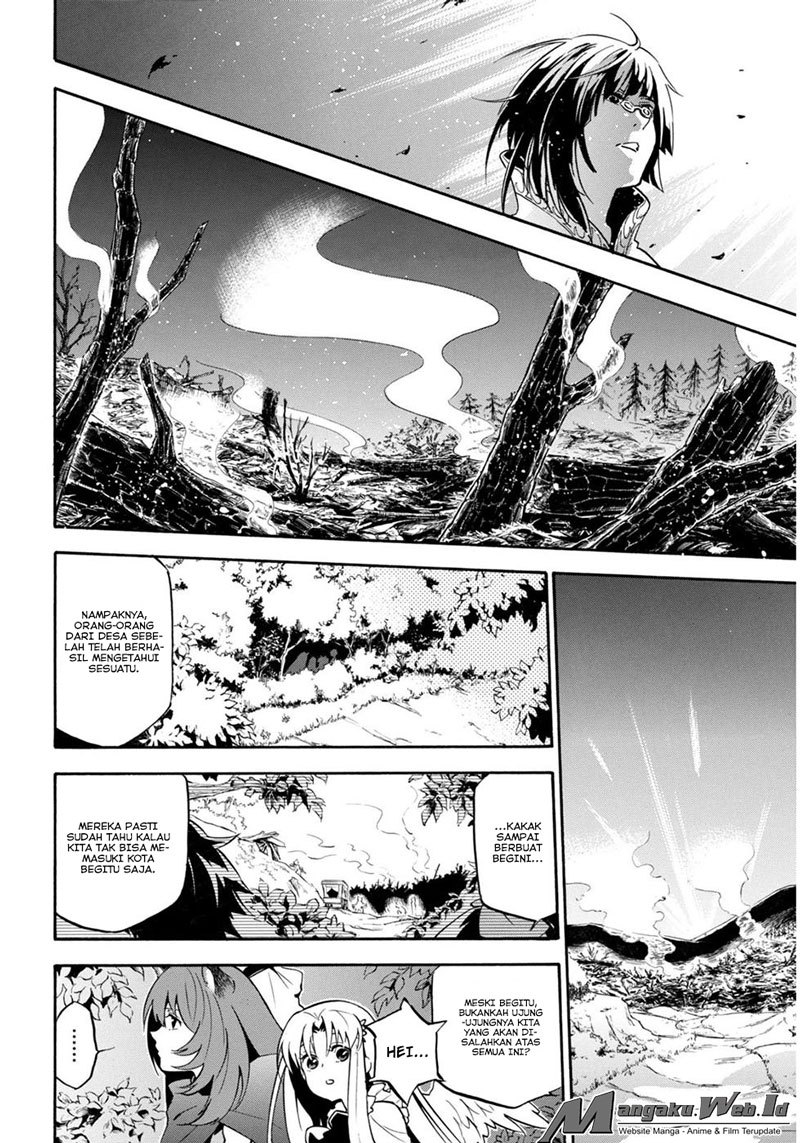 NAMPAKNYA,
ORANG-ORANG
DARI DESA SEBE-
LAH TELAH BERHA-
SIL MENGETAHUI
SESUATU.
...KAKAK
SAMPAI
BERBUAT
BEGINI...
MEREKA PASTI
SUDAH TAHU KALAU
KITA TAK BISA ME-
MASUKI KOTA
BEGITU SAJA.
MESKI BEGITU,
BUKANKAH UJUNG
-UJUNGNYA KITA
YANG AKAN DI-
SALAHKAN ATAS
SEMUA INI?
HEI...
......
Mangaku.Web.Id
Website Manga - Anime & Film Terupdate